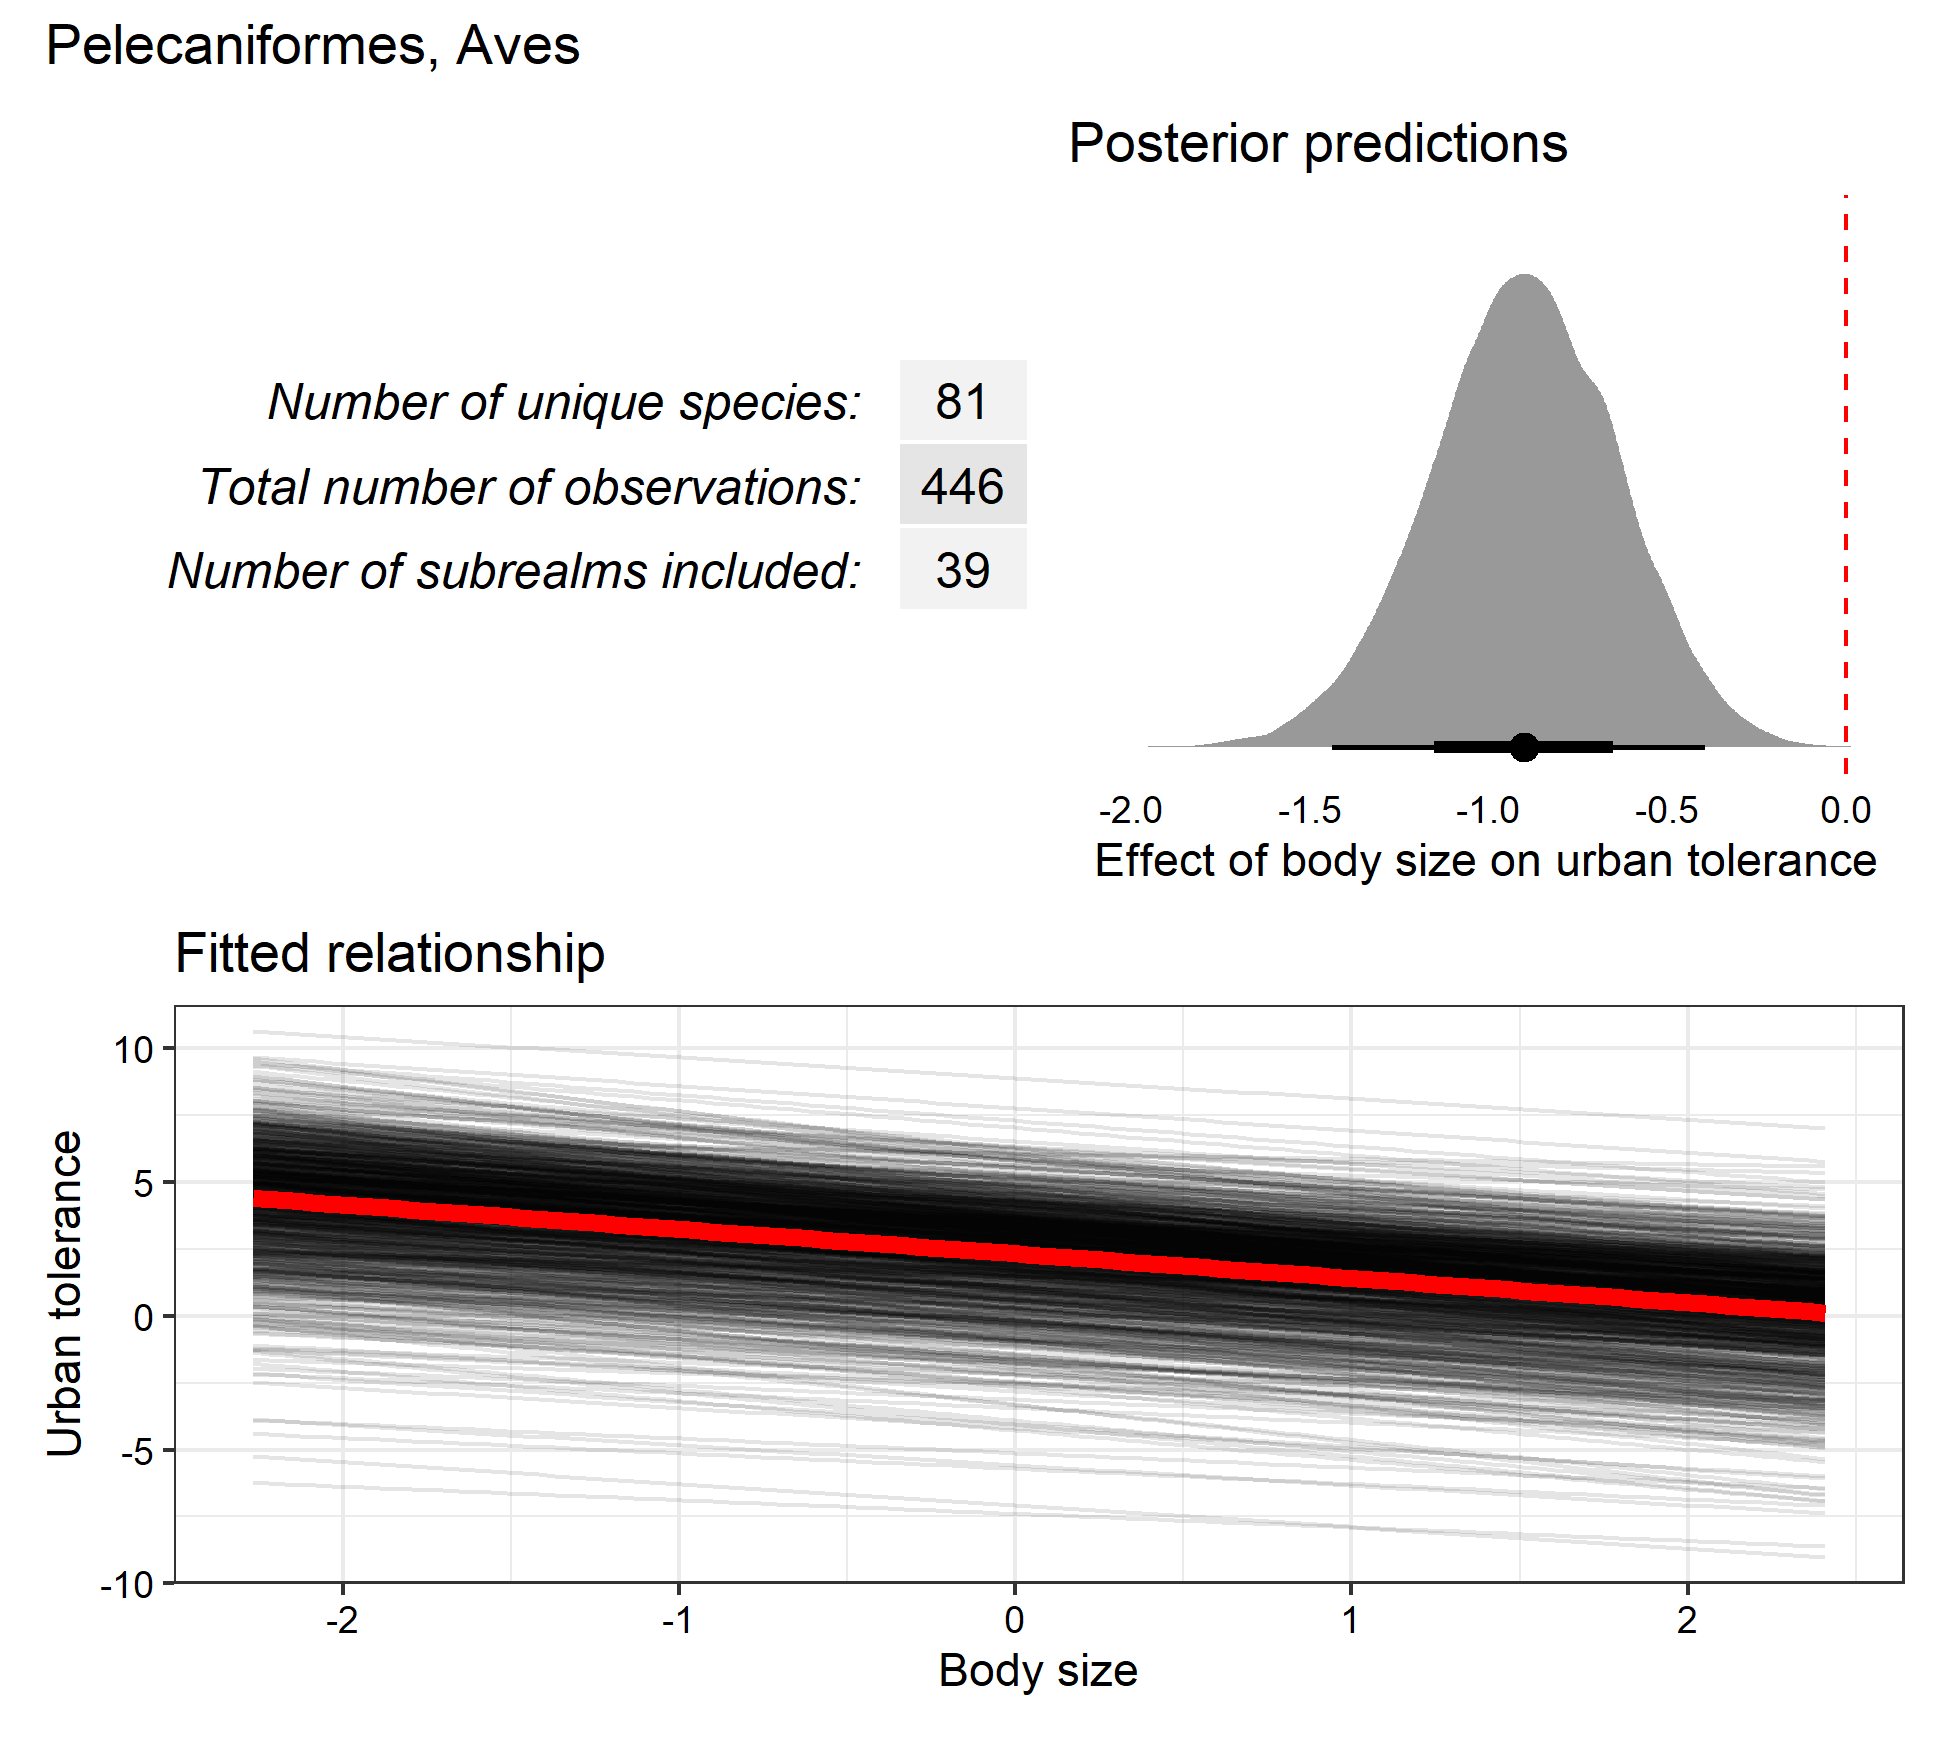 Pelecaniformes, Aves
Posterior predictions
Number of unique species: 81
Total number of observations: 446
Number of subrealms included: 39
-2.0 -1.5 -1.0 -0.5 0.0
Effect of body size on urban tolerance
Fitted relationship
10
5
0
-5
-10
Urban tolerance
-2 -1 0 1 2
Body size